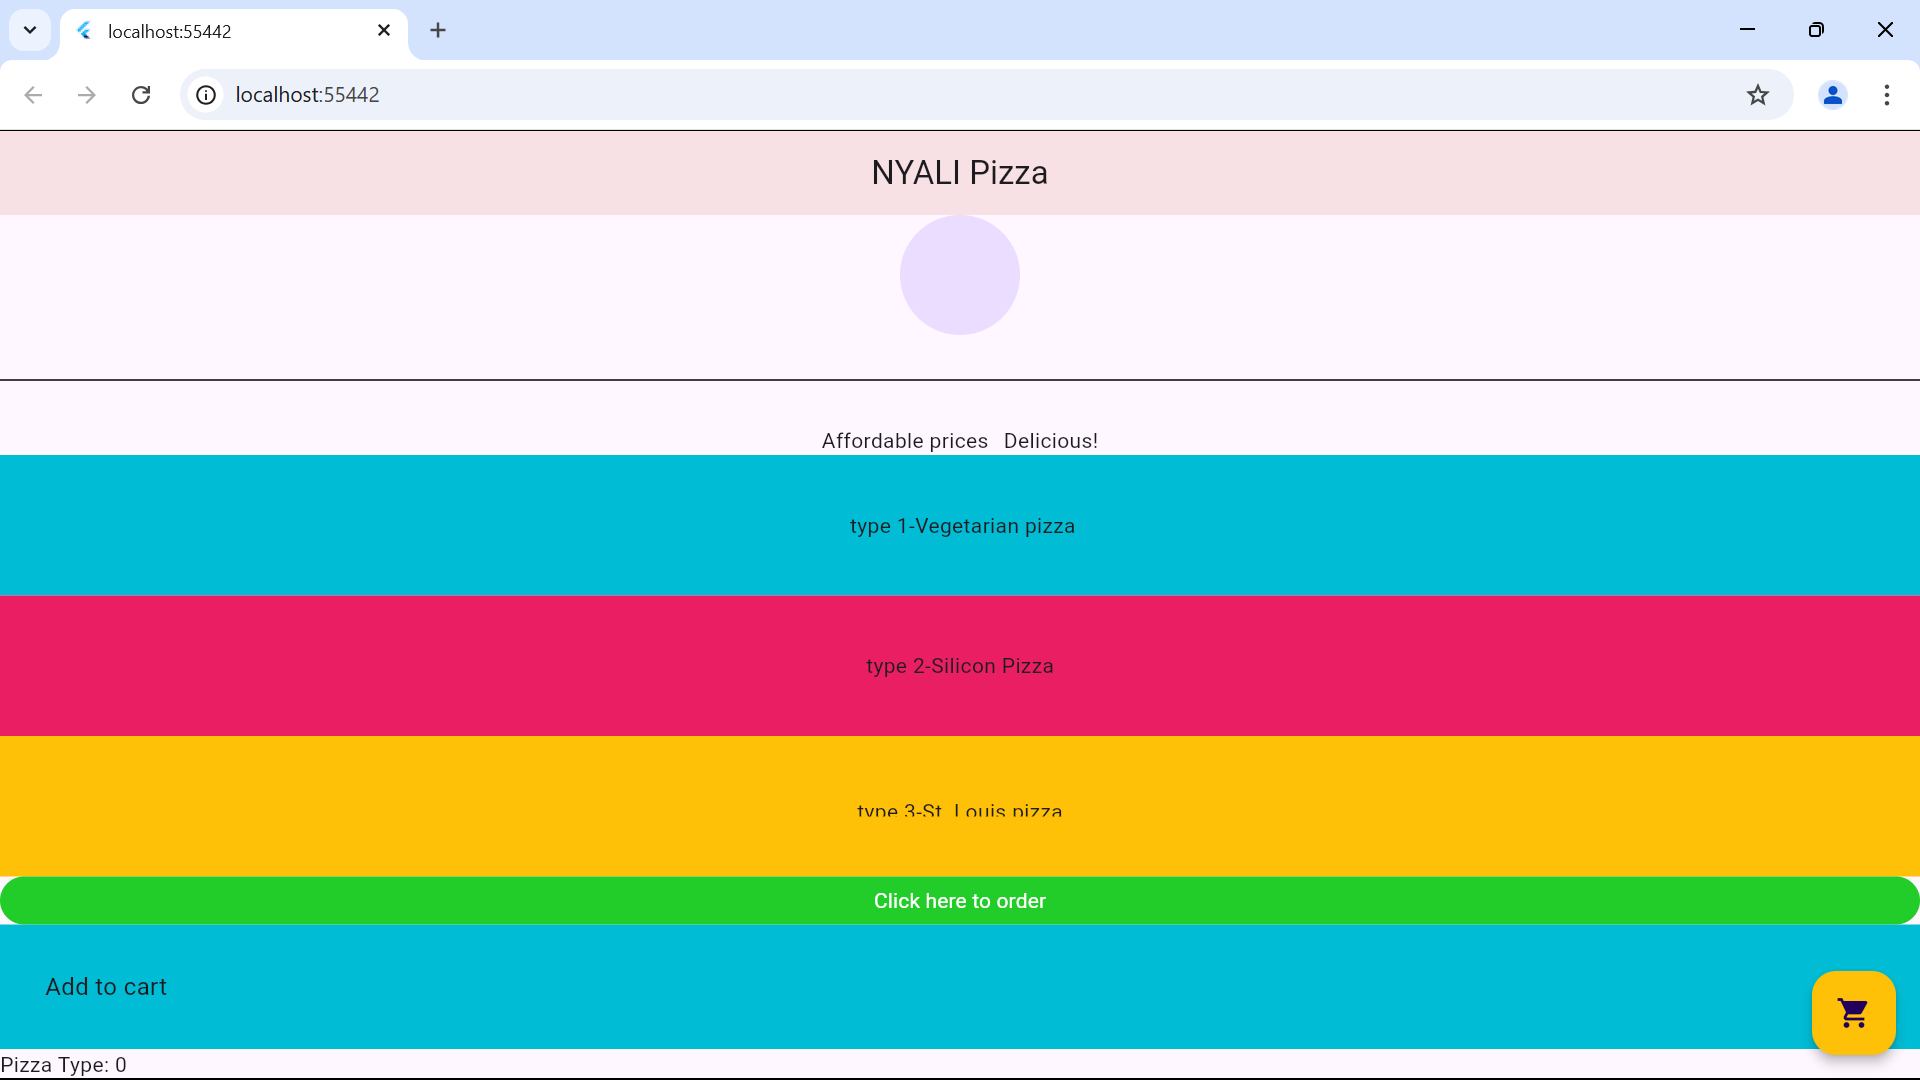 localhost:55442
localhost:55442
NYALI Pizza
Affordable prices Delicious!
type 1-Vegetarian pizza
type 2-Silicon Pizza
type 3-St. Louis pizza
Click here to order
Add to cart
Pizza Type: 0